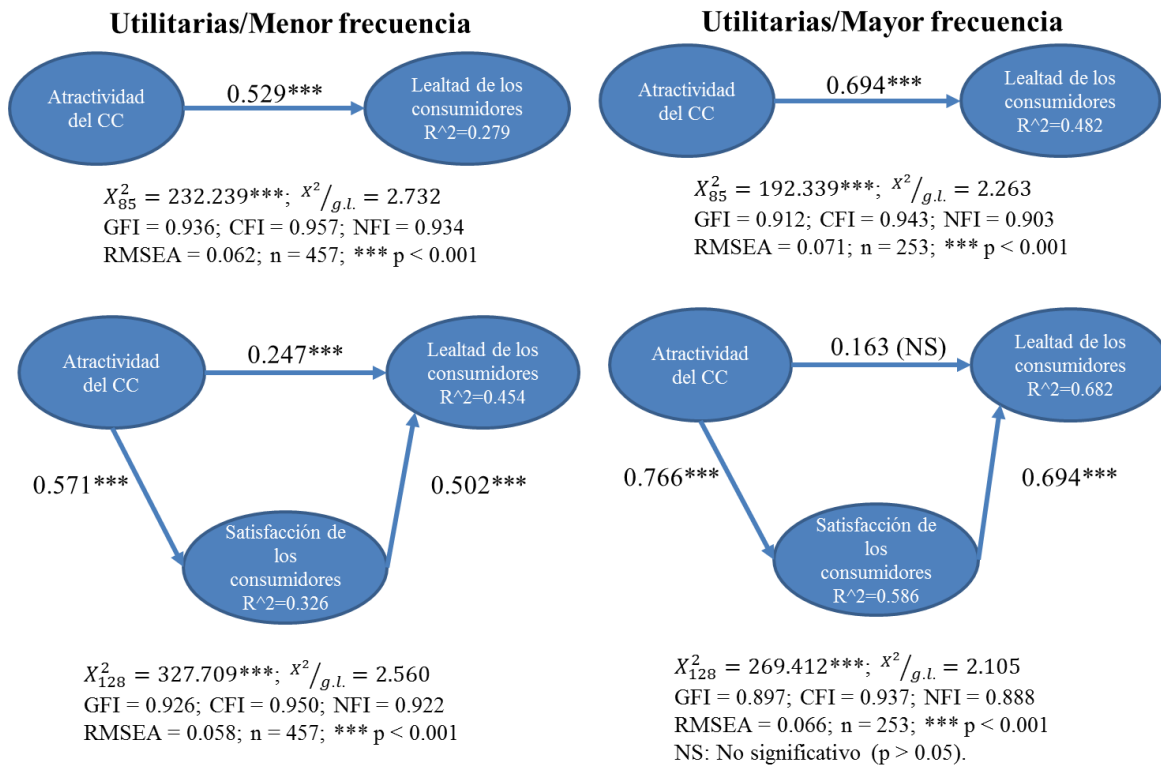 Utilitarias/Menor frecuencia
Atractividad
del CC
0.529***
Lealtad de los
consumidores
R^2=0.279
X²₈₅ = 232.239***; X²/g.l. = 2.732
GFI = 0.936; CFI = 0.957; NFI = 0.934
RMSEA = 0.062; n = 457; *** p < 0.001
Utilitarias/Mayor frecuencia
Atractividad
del CC
0.694***
Lealtad de los
consumidores
R^2=0.482
X²₈₅ = 192.339***; X²/g.l. = 2.263
GFI = 0.912; CFI = 0.943; NFI = 0.903
RMSEA = 0.071; n = 253; *** p < 0.001
Atractividad
del CC
0.247***
Lealtad de los
consumidores
R^2=0.454
0.571***
0.502***
Satisfacción de
los
consumidores
R^2=0.326
X²₁₂₈ = 327.709***; X²/g.l. = 2.560
GFI = 0.926; CFI = 0.950; NFI = 0.922
RMSEA = 0.058; n = 457; *** p < 0.001
Atractividad
del CC
0.163 (NS)
Lealtad de los
consumidores
R^2=0.682
0.766***
0.694***
Satisfacción de
los
consumidores
R^2=0.586
X²₁₂₈ = 269.412***; X²/g.l. = 2.105
GFI = 0.897; CFI = 0.937; NFI = 0.888
RMSEA = 0.066; n = 253; *** p < 0.001
NS: No significativo (p > 0.05).